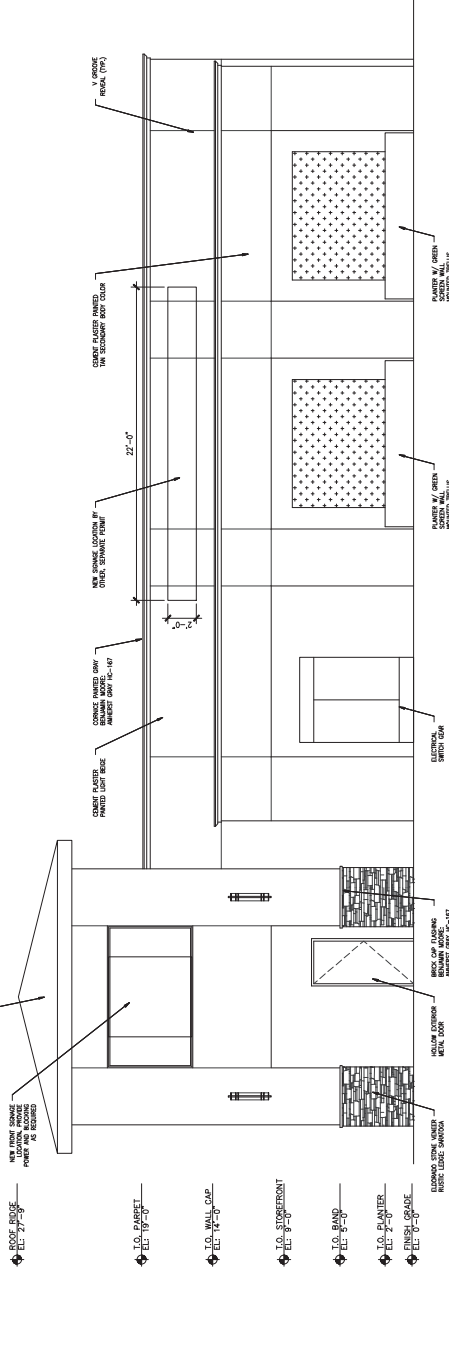 NEW FRONT SIGNAGE
LOCATION, PROVIDE
POWER AND BLOCKING
AS REQUIRED
CEMENT PLASTER
PAINTED LIGHT BEIGE
CORNICE PAINTED GRAY
BENJAMIN MOORE:
AMHERST GRAY HC-167
NEW SIGNAGE LOCATION BY
OTHER, SEPARATE PERMIT
CEMENT PLASTER PAINTED
TAN SECONDARY BODY COLOR
V GROOVE
REVEAL (TYP.)
22'-0"
2'-0"
ROOF RIDGE
EL: 27'-9"
T.O. PARPET
EL: 19'-0"
T.O. WALL CAP
EL: 14'-0"
T.O. STOREFRONT
EL: 9'-0"
T.O. BAND
EL: 5'-0"
T.O. PLANTER
EL: 2'-0"
FINISH GRADE
EL: 0'-0"
ELDORADO STONE VENEER
RUSTIC LEDGE: SARATOGA
HOLLOW EXTERIOR
METAL DOOR
BRICK CAP FLASHING
BENJAMIN MOORE:
AMHERST GRAY HC-167
ELECTRICAL
SWITCH GEAR
PLANTER W/ GREEN
SCREEN WALL
PLANTER W/ GREEN
SCREEN WALL